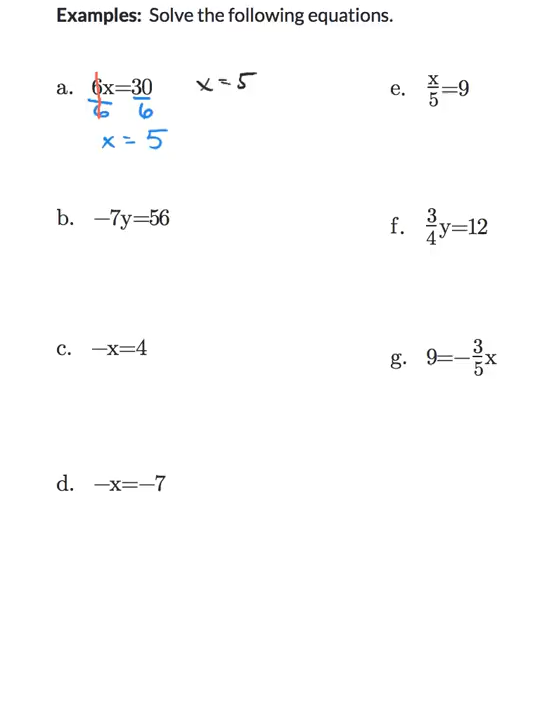 Examples: Solve the following equations.
a. 6x=30 x=5
6 6
x = 5
b. −7y=56
c. −x=4
d. −x=−7
e. x/5=9
f. 3/4y=12
g. 9=−3/5x